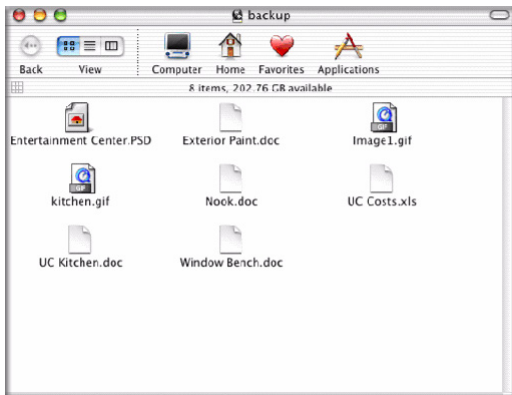 backup
Back View Computer Home Favorites Applications
8 items, 202.76 GB available
Entertainment Center.PSD Exterior Paint.doc Image1.gif
kitchen.gif Nook.doc UC Costs.xls
UC Kitchen.doc Window Bench.doc